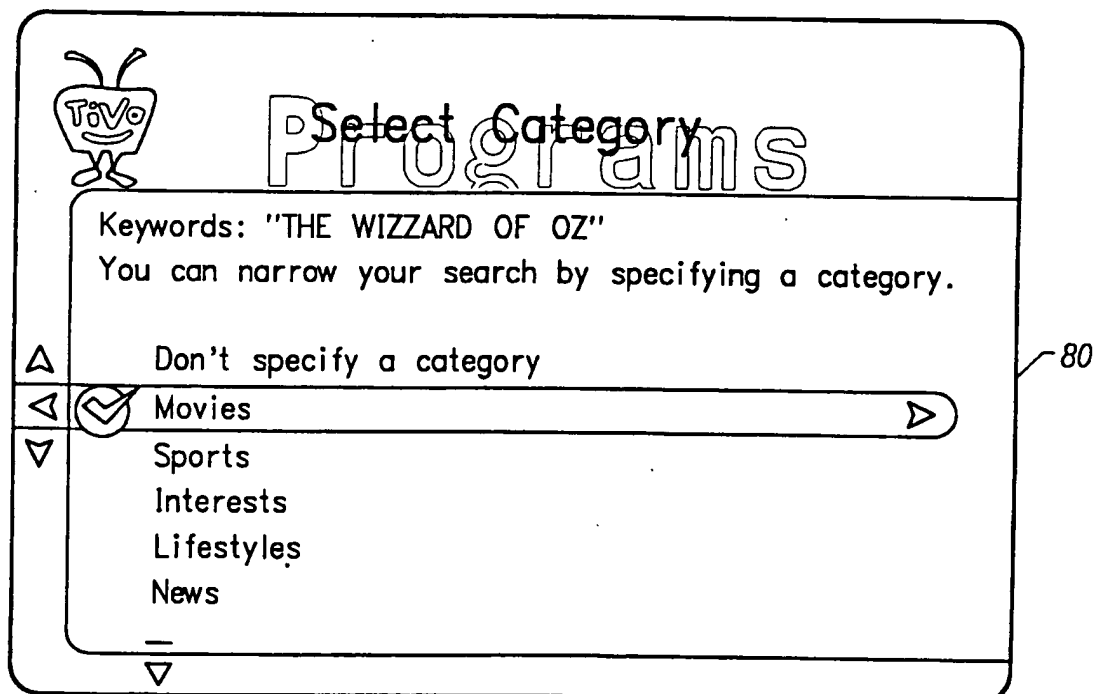 TiVo
Programs
Select Category
Keywords: "THE WIZZARD OF OZ"
You can narrow your search by specifying a category.
Don't specify a category
Movies
Sports
Interests
Lifestyles
News
80